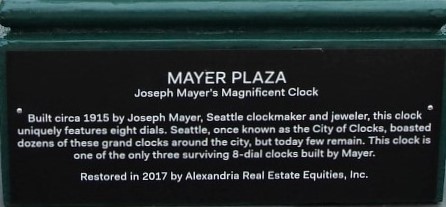 MAYER PLAZA
Joseph Mayer's Magnificent Clock
Built circa 1915 by Joseph Mayer, Seattle clockmaker and jeweler, this clock
uniquely features eight dials. Seattle, once known as the City of Clocks, boasted
dozens of these grand clocks around the city, but today few remain. This clock is
one of the only three surviving 8-dial clocks built by Mayer.
Restored in 2017 by Alexandria Real Estate Equities, Inc.